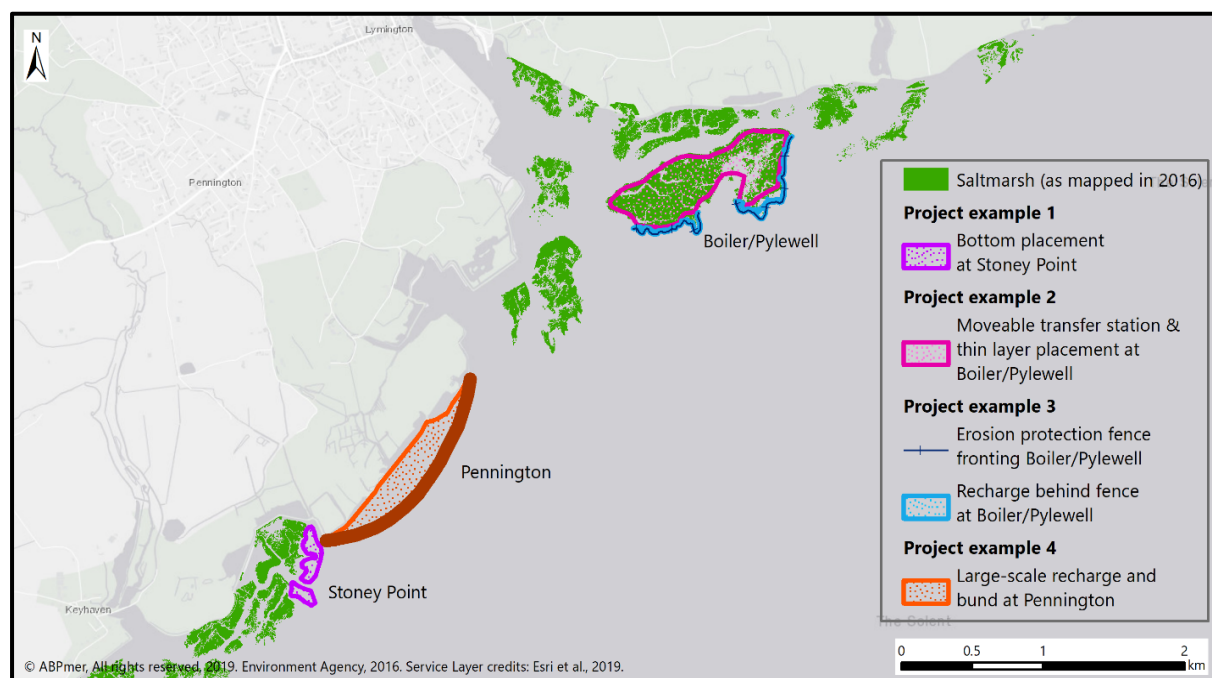 N
Lymington
Pennington
Boiler/Pylewell
Pennington
Stoney Point
Keyhaven
Saltmarsh (as mapped in 2016)
Project example 1
Bottom placement
at Stoney Point
Project example 2
Moveable transfer station &
thin layer placement at
Boiler/Pylewell
Project example 3
Erosion protection fence
fronting Boiler/Pylewell
Recharge behind fence
at Boiler/Pylewell
Project example 4
Large-scale recharge and
bund at Pennington
The Solent
0 0.5 1 2
km
© ABPmer, All rights reserved, 2019. Environment Agency, 2016. Service Layer credits: Esri et al., 2019.